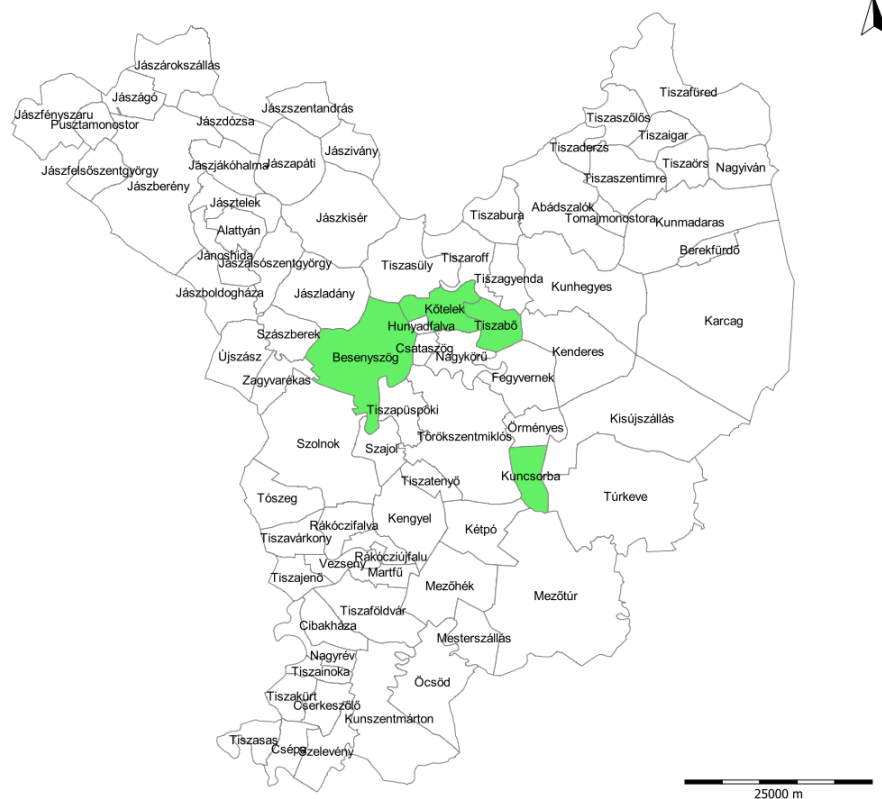 Jászárokszállás
Tiszafüred
Jászágó
Jászszentandrás
Jászfényszaru
Pusztamonostor
Jászdózsa
Tiszaszőlős
Tiszaigar
Jászivány
Tiszaderzs
Jászfelsőszentgyörgy
Jászjákóhalma
Jászapáti
Tiszaörs
Nagyiván
Jászberény
Tiszaszentimre
Jásztelek
Jászkisér
Tiszabura
Abádszalók
Tomajmonostora
Kunmadaras
Alattyán
Berekfürdő
Jánoshida
Jászalsószentgyörgy
Tiszasüly
Tiszaroff
Jászboldogháza
Jászladány
Tiszagyenda
Kunhegyes
Kőtelek
Karcag
Hunyadfalva
Tiszabő
Szászberek
Csataszög
Újszász
Besenyszög
Nagykörű
Kenderes
Zagyvarékas
Fegyvernek
Tiszapüspöki
Kisújszállás
Szolnok
Törökszentmiklós
Örményes
Szajol
Tiszatenyő
Kuncsorba
Tószeg
Túrkeve
Rákóczifalva
Kengyel
Kétpó
Tiszavárkony
Rákócziújfalu
Vezseny
Martfű
Tiszajenő
Mezőhék
Mezőtúr
Tiszaföldvár
Cibakháza
Mesterszállás
Nagyrév
Tiszainoka
Öcsöd
Tiszakürt
Cserkeszőlő
Kunszentmárton
Tiszasas
Csépa
Szelevény
25000 m